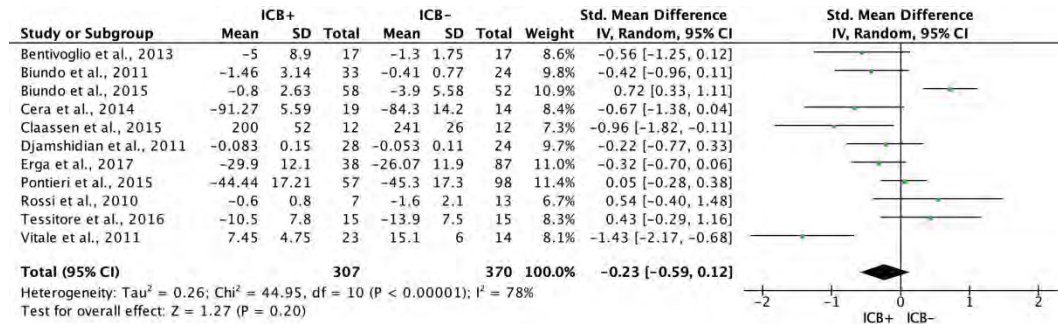 ICB+ ICB- Std. Mean Difference Std. Mean Difference
Study or Subgroup Mean SD Total Mean SD Total Weight IV, Random, 95% CI IV, Random, 95% CI
Bentivoglio et al., 2013 -5 8.9 17 -1.3 1.75 17 8.6% -0.56 [-1.25, 0.12]
Biundo et al., 2011 -1.46 3.14 33 -0.41 0.77 24 9.8% -0.42 [-0.96, 0.11]
Biundo et al., 2015 -0.8 2.63 58 -3.9 5.58 52 10.9% 0.72 [0.33, 1.11]
Cera et al., 2014 -91.27 5.59 19 -84.3 14.2 14 8.4% -0.67 [-1.38, 0.04]
Claassen et al., 2015 200 52 12 241 26 12 7.3% -0.96 [-1.82, -0.11]
Djamshidian et al., 2011 -0.083 0.15 28 -0.053 0.11 24 9.7% -0.22 [-0.77, 0.33]
Erga et al., 2017 -29.9 12.1 38 -26.07 11.9 87 11.0% -0.32 [-0.70, 0.06]
Pontieri et al., 2015 -44.44 17.21 57 -45.3 17.3 98 11.4% 0.05 [-0.28, 0.38]
Rossi et al., 2010 -0.6 0.8 7 -1.6 2.1 13 6.7% 0.54 [-0.40, 1.48]
Tessitore et al., 2016 -10.5 7.8 15 -13.9 7.5 15 8.3% 0.43 [-0.29, 1.16]
Vitale et al., 2011 7.45 4.75 23 15.1 6 14 8.1% -1.43 [-2.17, -0.68]
Total (95% CI) 307 370 100.0% -0.23 [-0.59, 0.12]
Heterogeneity: Tau² = 0.26; Chi² = 44.95, df = 10 (P < 0.00001); I² = 78%
Test for overall effect: Z = 1.27 (P = 0.20)
-2 -1 0 1 2
ICB+ ICB-